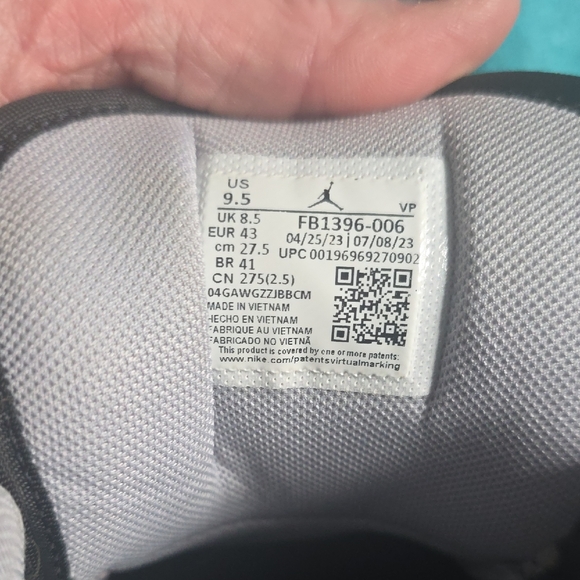 US
9.5
VP
UK 8.5
FB1396-006
EUR 43
04/25/23 | 07/08/23
cm 27.5
UPC 00196969270902
BR 41
CN 275(2.5)
04GAWGZZJBBCM
MADE IN VIETNAM
HECHO EN VIETNAM
FABRIQUE AU VIETNAM
FABRICADO NO VIETNÃ
This product is covered by one or more patents:
www.nike.com/patentsvirtualmarking